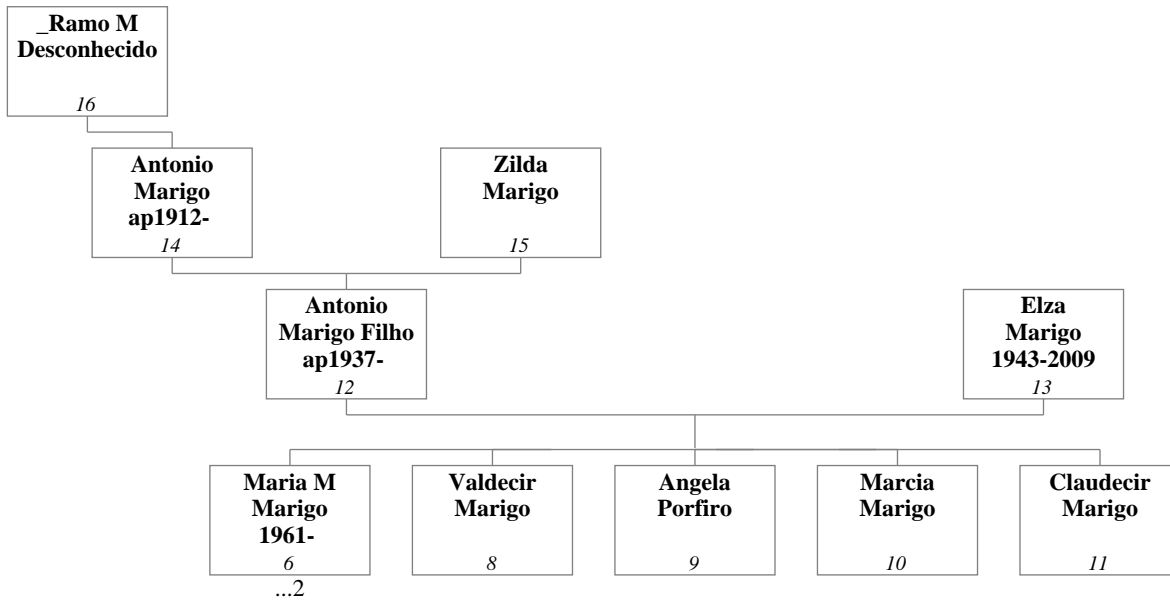 _Ramo M
Desconhecido
16
Antonio
Marigo
ap1912-
14
Zilda
Marigo
15
Antonio
Marigo Filho
ap1937-
12
Elza
Marigo
1943-2009
13
Maria M
Marigo
1961-
6
...2
Valdecir
Marigo
8
Angela
Porfiro
9
Marcia
Marigo
10
Claudecir
Marigo
11